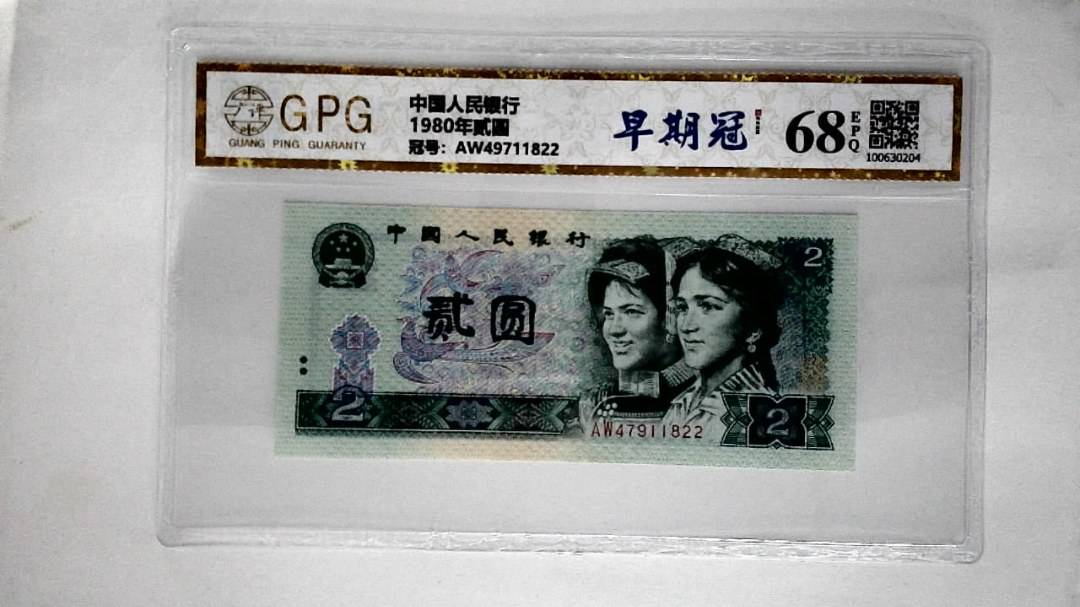 GPG
GUANG PING GUARANTY
中国人民银行
1980年贰圆
冠号：AW49711822
早期冠
68
EPQ
100630204
中国人民银行
2
贰圆
2
AW47911822
2